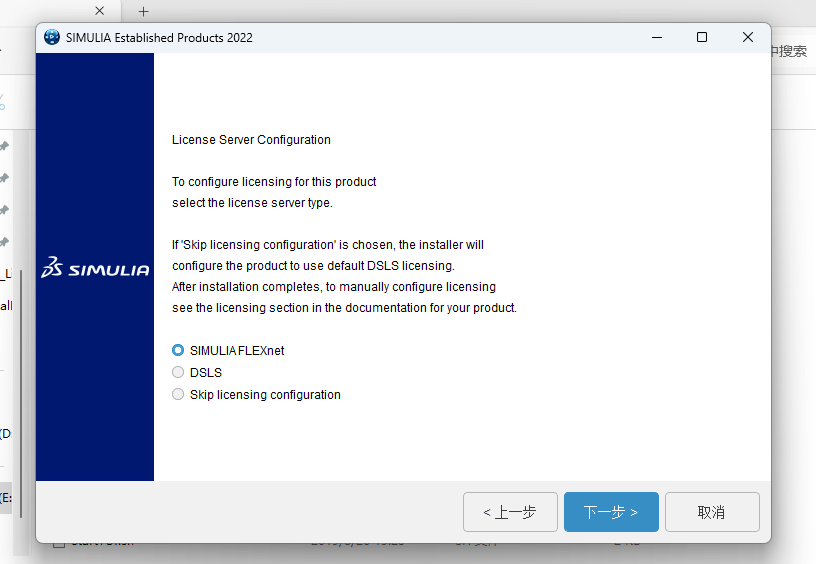 SIMULIA Established Products 2022
中搜索
License Server Configuration
To configure licensing for this product
select the license server type.
If 'Skip licensing configuration' is chosen, the installer will
configure the product to use default DSLS licensing.
After installation completes, to manually configure licensing
see the licensing section in the documentation for your product.
SIMULIA
SIMULIA FLEXnet
DSLS
Skip licensing configuration
(D:
(E:
< 上一步
下一步 >
取消